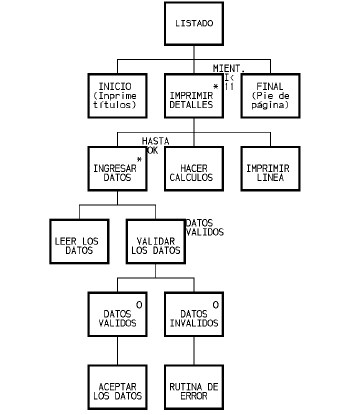 LISTADO
MIENT.
I<
11
INICIO
(Inprime
títulos)
*
IMPRIMIR
DETALLES
FINAL
(Pie de
página)
HASTA
OK
*
INGRESAR
DATOS
HACER
CALCULOS
IMPRIMIR
LINEA
LEER LOS
DATOS
VALIDAR
LOS DATOS
DATOS
VALIDOS
O
DATOS
VALIDOS
O
DATOS
INVALIDOS
ACEPTAR
LOS DATOS
RUTINA DE
ERROR